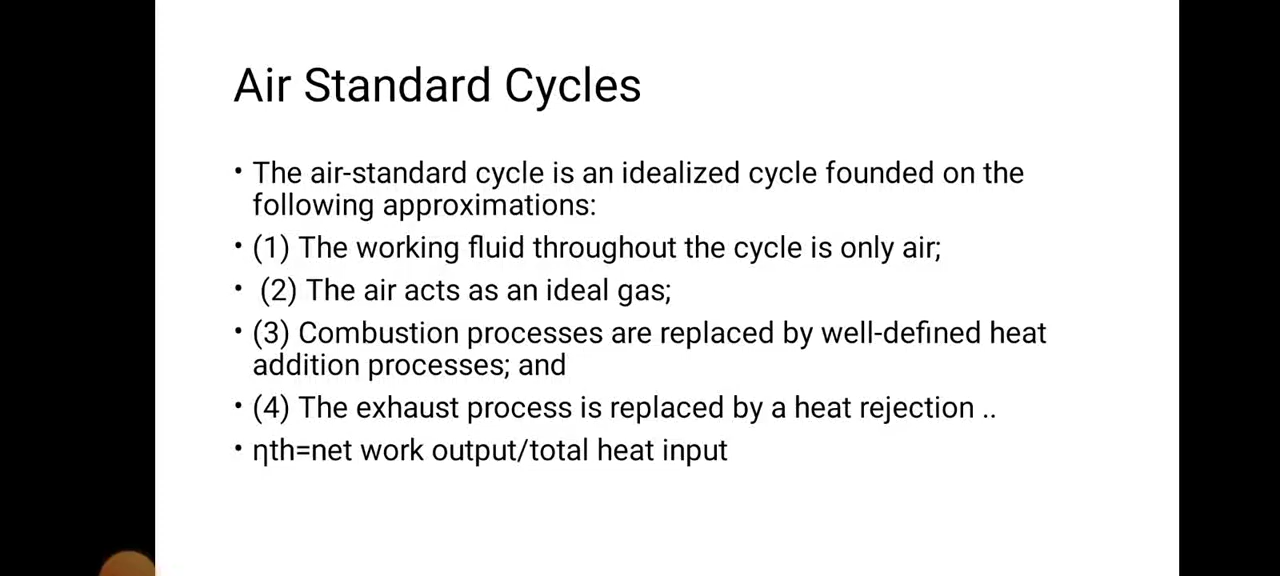 Air Standard Cycles
• The air-standard cycle is an idealized cycle founded on the
following approximations:
• (1) The working fluid throughout the cycle is only air;
• (2) The air acts as an ideal gas;
• (3) Combustion processes are replaced by well-defined heat
addition processes; and
• (4) The exhaust process is replaced by a heat rejection ..
• ηth=net work output/total heat input